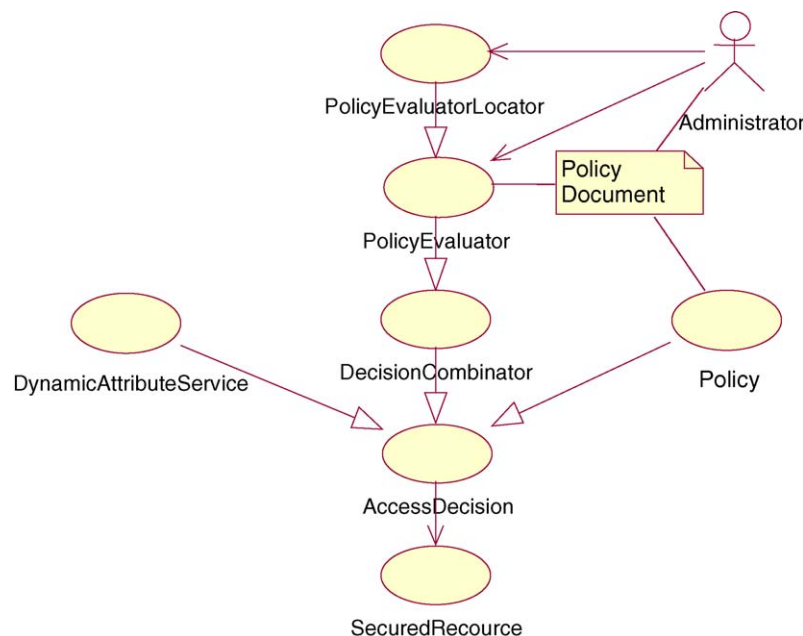 PolicyEvaluatorLocator
Administrator
Policy
Document
PolicyEvaluator
DynamicAttributeService
DecisionCombinator
Policy
AccessDecision
SecuredRecource